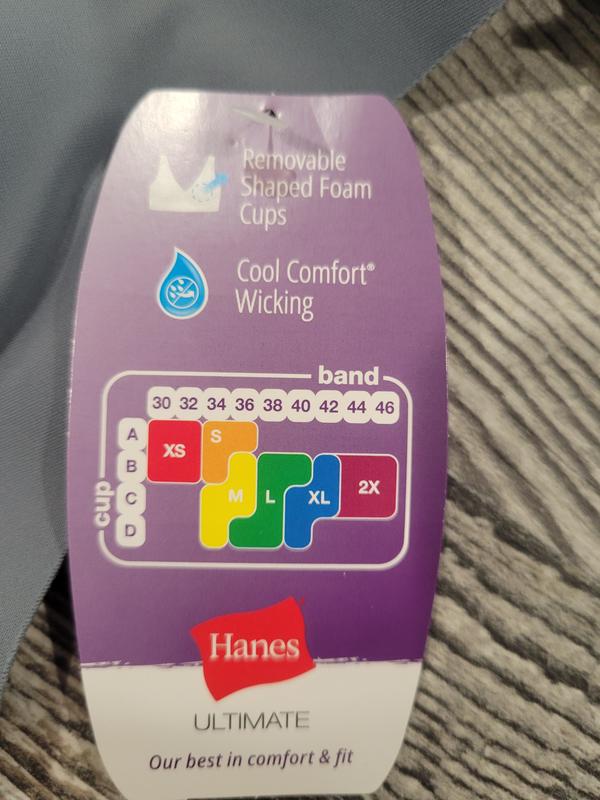 Removable
Shaped Foam
Cups
Cool Comfort®
Wicking
band
30 32 34 36 38 40 42 44 46
cup
A
B
C
D
XS
S
M
L
XL
2X
Hanes
ULTIMATE
Our best in comfort & fit